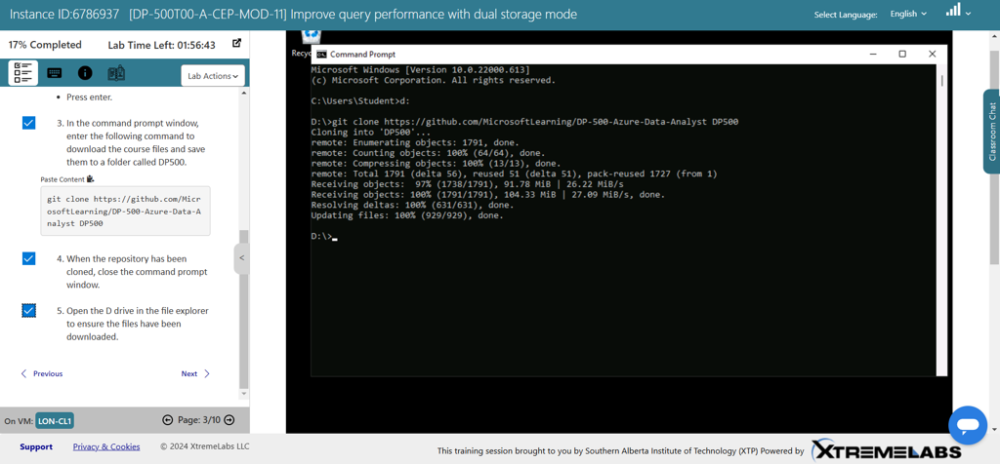 Instance ID:6786937 [DP-500T00-A-CEP-MOD-11] Improve query performance with dual storage mode
Select Language: English
17% Completed Lab Time Left: 01:56:43
Lab Actions
• Press enter.
3. In the command prompt window,
enter the following command to
download the course files and save
them to a folder called DP500.
Paste Content
git clone https://github.com/Micr
osoftLearning/DP-500-Azure-Data-A
nalyst DP500
4. When the repository has been
cloned, close the command prompt
window.
5. Open the D drive in the file explorer
to ensure the files have been
downloaded.
< Previous
Next >
On VM: LON-CL1
Page: 3/10
Support Privacy & Cookies © 2024 XtremeLabs LLC
Recyc
Command Prompt
Microsoft Windows [Version 10.0.22000.613]
(c) Microsoft Corporation. All rights reserved.
C:\Users\Student>d:
D:\>git clone https://github.com/MicrosoftLearning/DP-500-Azure-Data-Analyst DP500
Cloning into 'DP500'...
remote: Enumerating objects: 1791, done.
remote: Counting objects: 100% (64/64), done.
remote: Compressing objects: 100% (13/13), done.
remote: Total 1791 (delta 56), reused 51 (delta 51), pack-reused 1727 (from 1)
Receiving objects:  97% (1738/1791), 91.78 MiB | 26.22 MiB/s
Receiving objects: 100% (1791/1791), 104.33 MiB | 27.09 MiB/s, done.
Resolving deltas: 100% (631/631), done.
Updating files: 100% (929/929), done.
D:\>_
Classroom Chat
This training session brought to you by Southern Alberta Institute of Technology (XTP) Powered by XTREMELABS